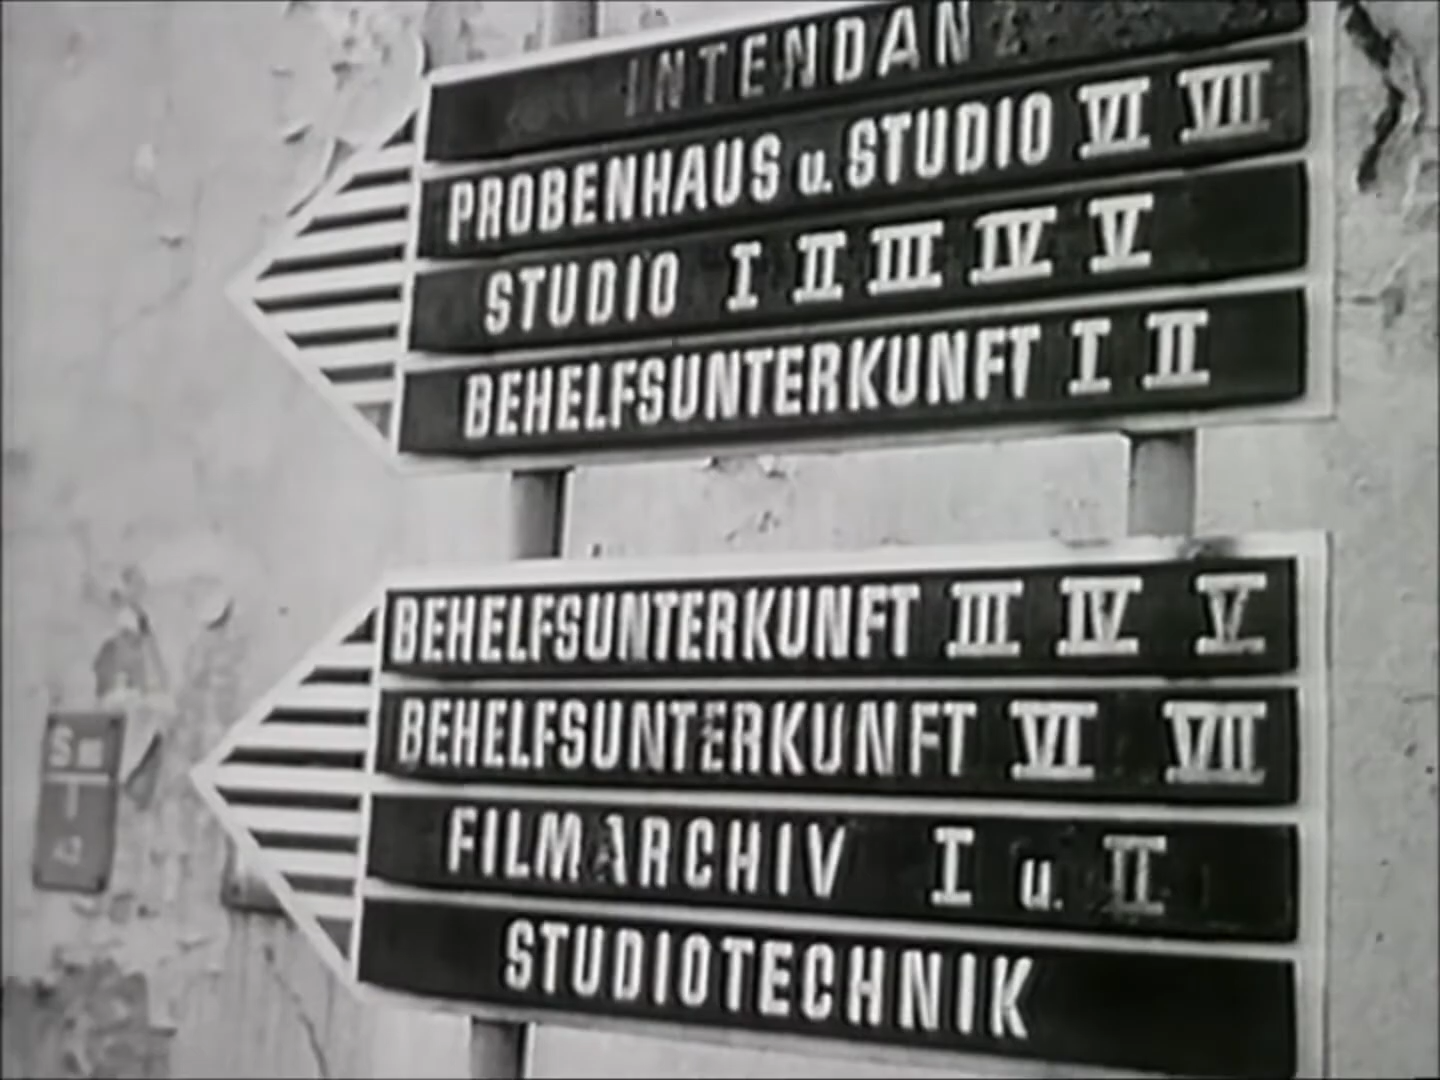 INTENDANZ
PROBENHAUS u. STUDIO VI VII
STUDIO I II III IV V
BEHELFSUNTERKUNFT I II
BEHELFSUNTERKUNFT III IV V
BEHELFSUNTERKUNFT VI VII
FILMARCHIV I u. II
STUDIOTECHNIK